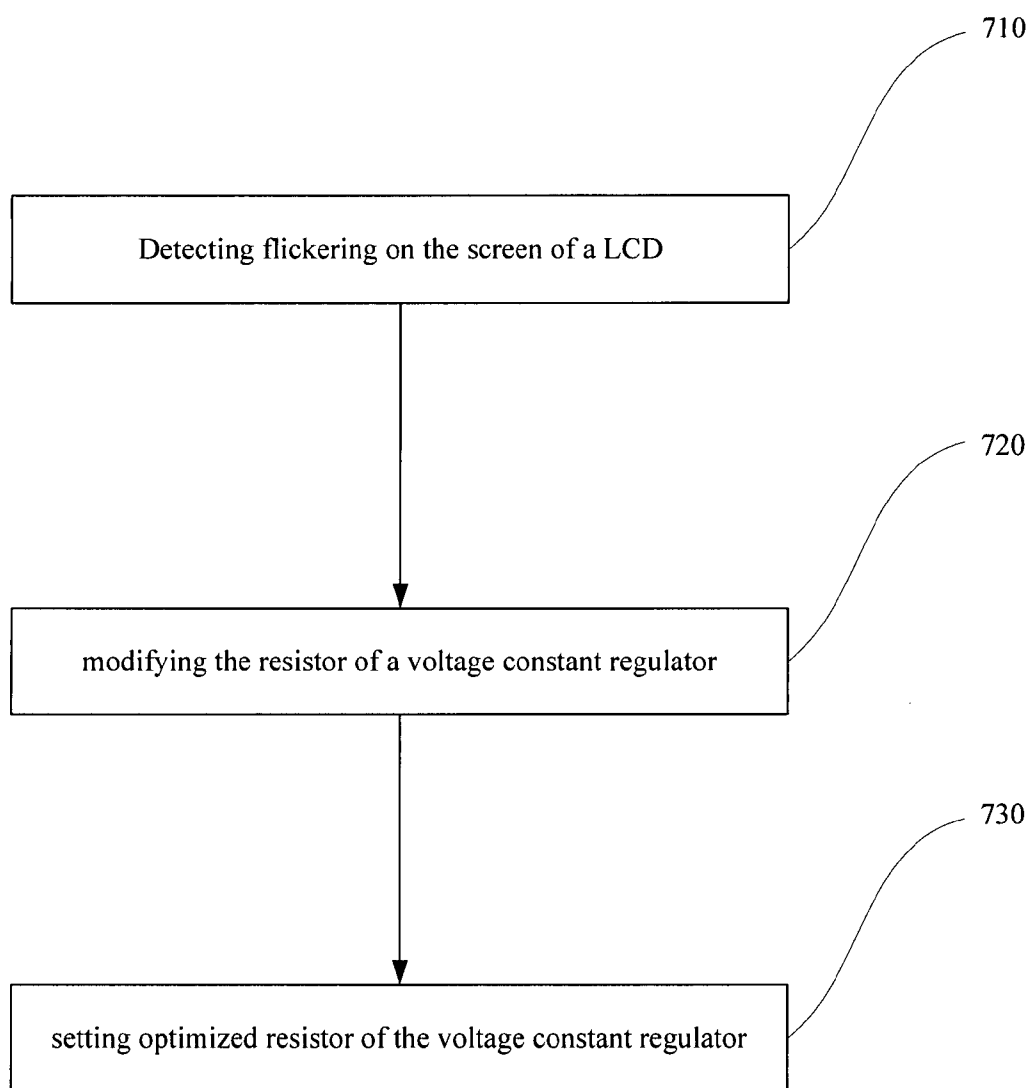 710
Detecting flickering on the screen of a LCD
720
modifying the resistor of a voltage constant regulator
730
setting optimized resistor of the voltage constant regulator